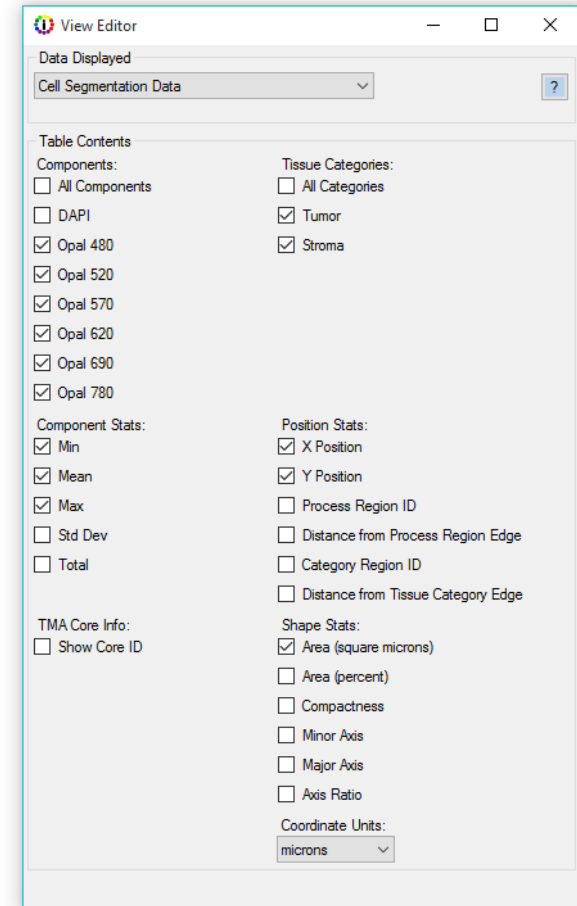 View Editor
Data Displayed
Cell Segmentation Data
?
Table Contents
Components:
All Components
DAPI
Opal 480
Opal 520
Opal 570
Opal 620
Opal 690
Opal 780
Tissue Categories:
All Categories
Tumor
Stroma
Component Stats:
Min
Mean
Max
Std Dev
Total
Position Stats:
X Position
Y Position
Process Region ID
Distance from Process Region Edge
Category Region ID
Distance from Tissue Category Edge
TMA Core Info:
Show Core ID
Shape Stats:
Area (square microns)
Area (percent)
Compactness
Minor Axis
Major Axis
Axis Ratio
Coordinate Units:
microns